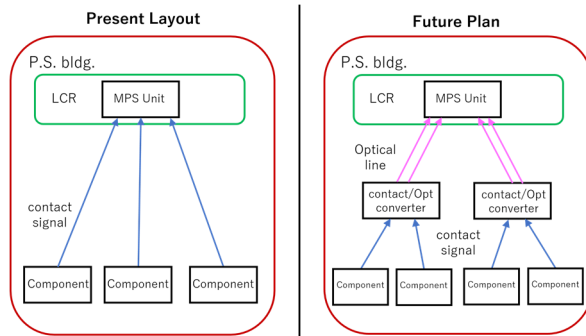 Present Layout
P.S. bldg.
LCR
MPS Unit
contact
signal
Component
Component
Component
Future Plan
P.S. bldg.
LCR
MPS Unit
Optical
line
contact/Opt
converter
contact/Opt
converter
contact
signal
Component
Component
Component
Component